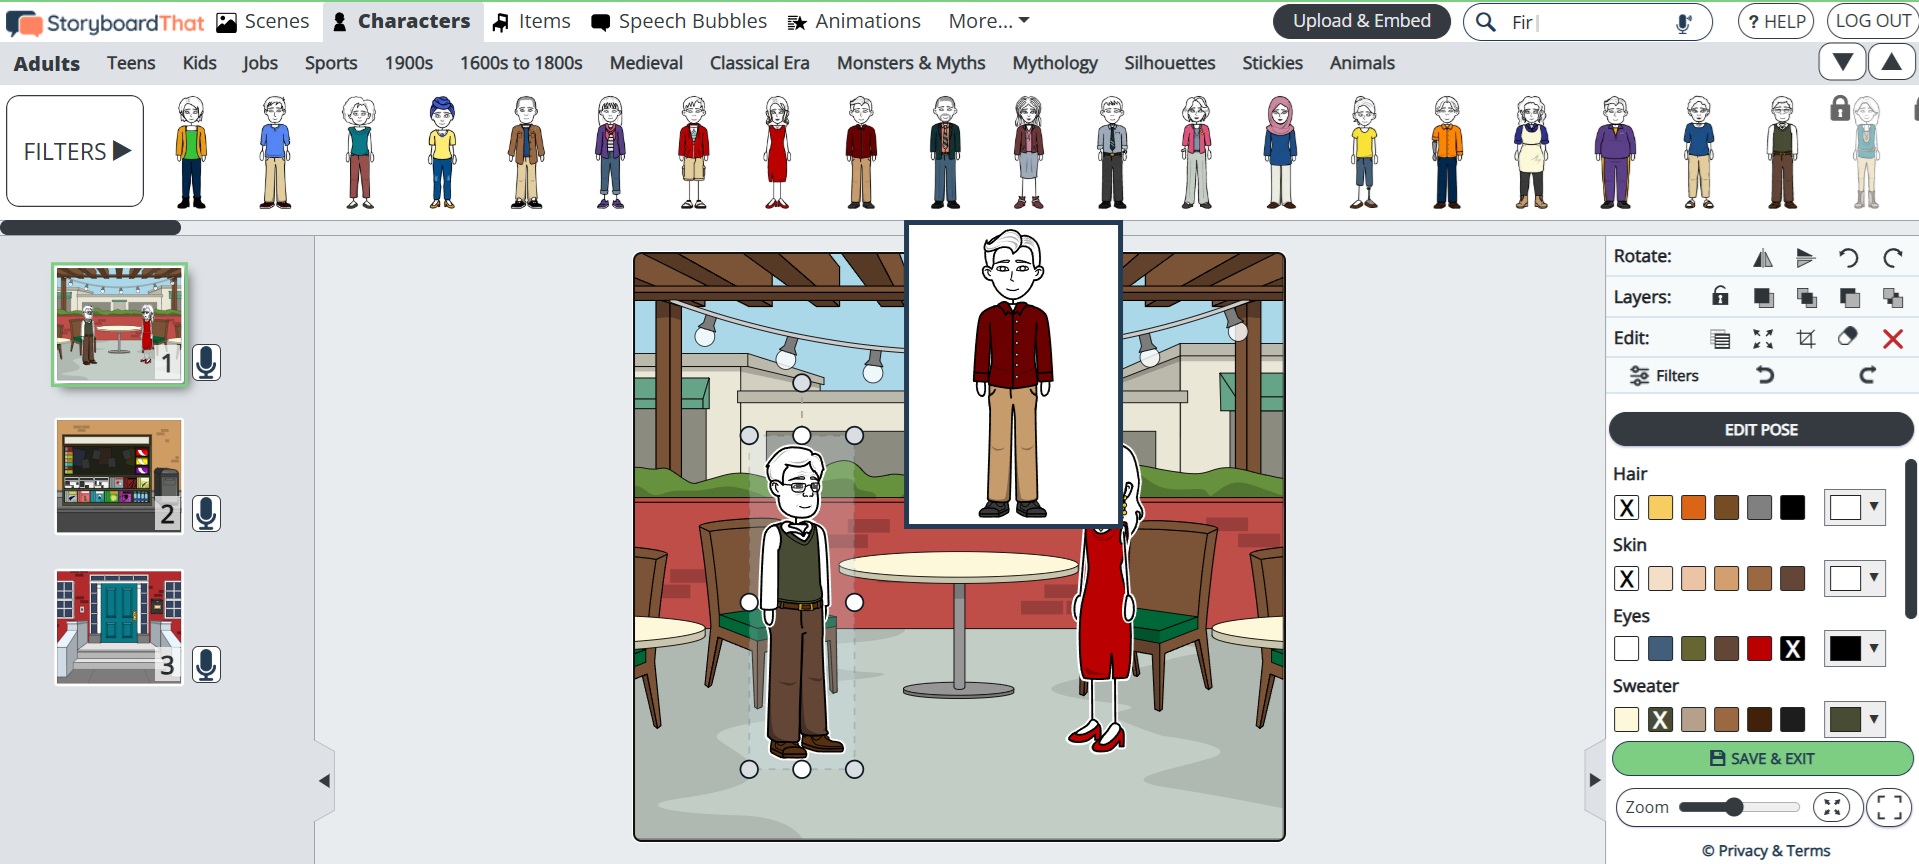 StoryboardThat Scenes Characters Items Speech Bubbles Animations More... Upload & Embed Fir ? HELP LOG OUT
Adults Teens Kids Jobs Sports 1900s 1600s to 1800s Medieval Classical Era Monsters & Myths Mythology Silhouettes Stickies Animals
FILTERS
1
2
3
Rotate:
Layers:
Edit:
Filters
EDIT POSE
Hair
X
Skin
X
Eyes
X
Sweater
X
SAVE & EXIT
Zoom
© Privacy & Terms